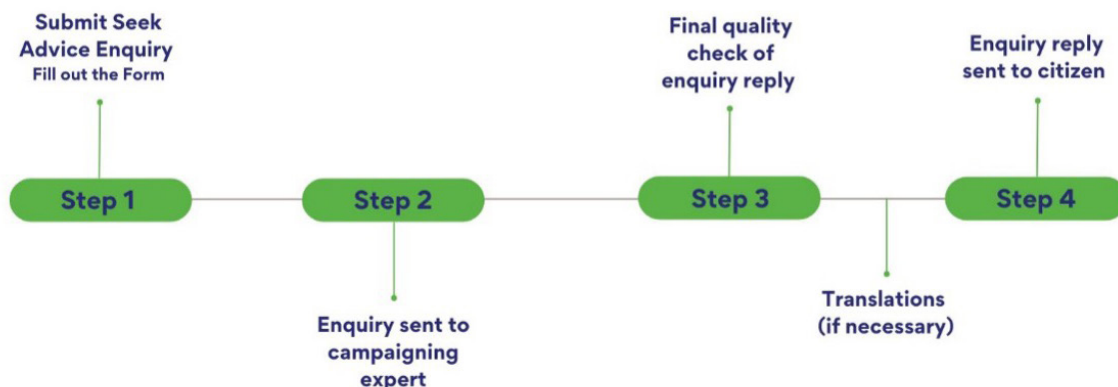 Submit Seek
Advice Enquiry
Fill out the Form
Final quality
check of
enquiry reply
Enquiry reply
sent to citizen
Step 1
Step 2
Step 3
Step 4
Enquiry sent to
campaigning
expert
Translations
(if necessary)